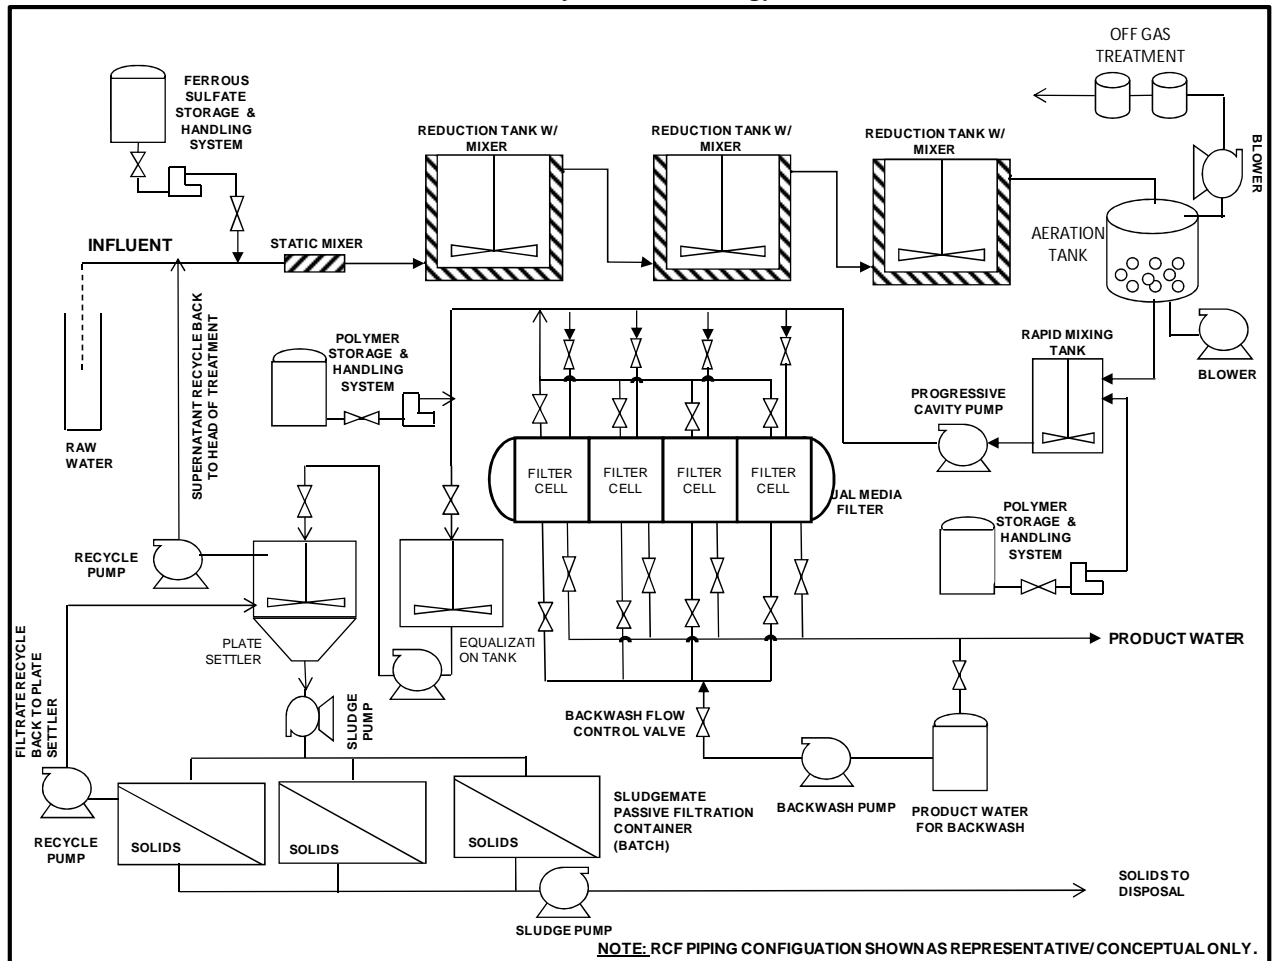 OFF GAS
TREATMENT
FERROUS
SULFATE
STORAGE &
HANDLING
SYSTEM
REDUCTION TANK W/
MIXER
REDUCTION TANK W/
MIXER
REDUCTION TANK W/
MIXER
BLOWER
INFLUENT
STATIC MIXER
AERATION
TANK
SUPERNATANT RECYCLE BACK
TO HEAD OF TREATMENT
POLYMER
STORAGE &
HANDLING
SYSTEM
RAPID MIXING
TANK
BLOWER
PROGRESSIVE
CAVITY PUMP
RAW
WATER
FILTER
CELL
FILTER
CELL
FILTER
CELL
FILTER
CELL
UAL MEDIA
FILTER
POLYMER
STORAGE &
HANDLING
SYSTEM
RECYCLE
PUMP
PLATE
SETTLER
EQUALIZATI
ON TANK
PRODUCT WATER
FILTRATE RECYCLE
BACK TO PLATE
SETTLER
SLUDGE
PUMP
BACKWASH FLOW
CONTROL VALVE
BACKWASH PUMP
PRODUCT WATER
FOR BACKWASH
RECYCLE
PUMP
SOLIDS
SOLIDS
SOLIDS
SLUDGEMATE
PASSIVE FILTRATION
CONTAINER
(BATCH)
SOLIDS TO
DISPOSAL
SLUDGE PUMP
NOTE: RCF PIPING CONFIGUATION SHOWN AS REPRESENTATIVE/ CONCEPTUAL ONLY .